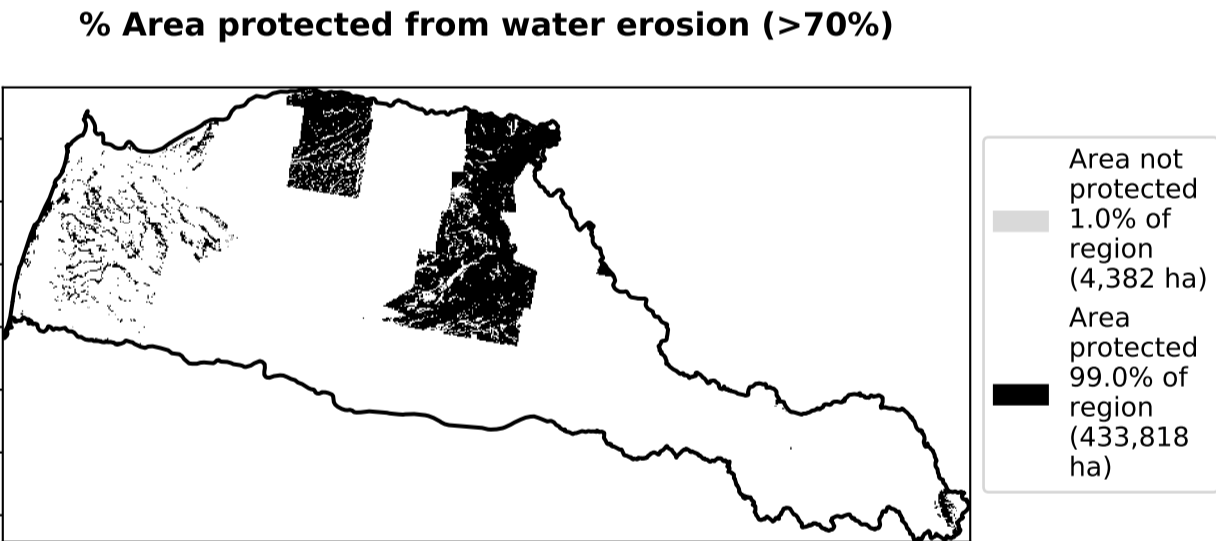 % Area protected from water erosion (>70%)
Area not
protected
1.0% of
region
(4,382 ha)
Area
protected
99.0% of
region
(433,818
ha)